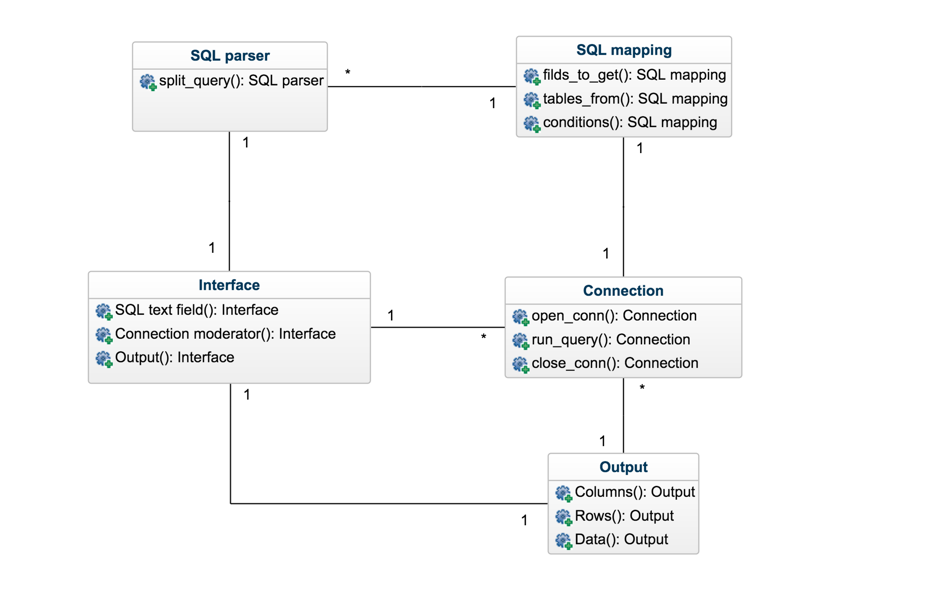 SQL parser
split_query(): SQL parser
*
1
SQL mapping
filds_to_get(): SQL mapping
tables_from(): SQL mapping
conditions(): SQL mapping
1
1
1
1
Interface
SQL text field(): Interface
Connection moderator(): Interface
Output(): Interface
1
*
Connection
open_conn(): Connection
run_query(): Connection
close_conn(): Connection
1
*
1
1
Output
Columns(): Output
Rows(): Output
Data(): Output